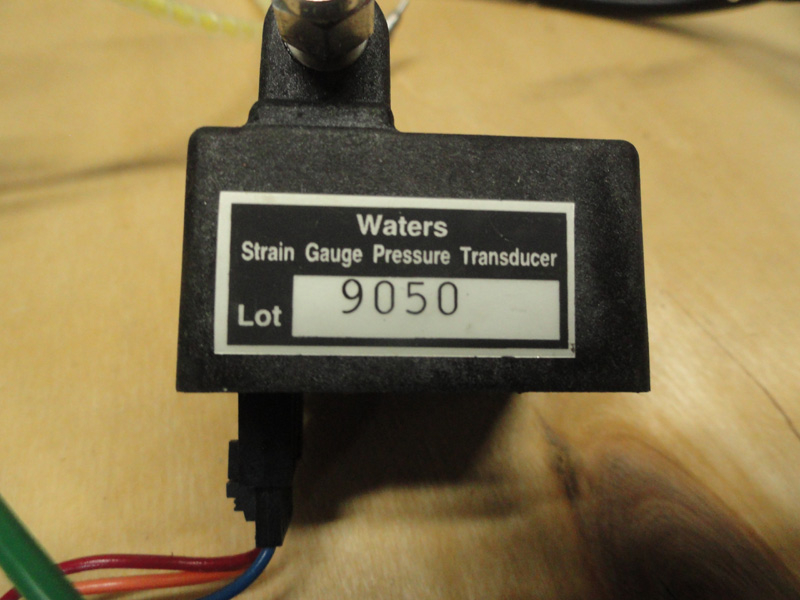 Waters
Strain Gauge Pressure Transducer
Lot 9050